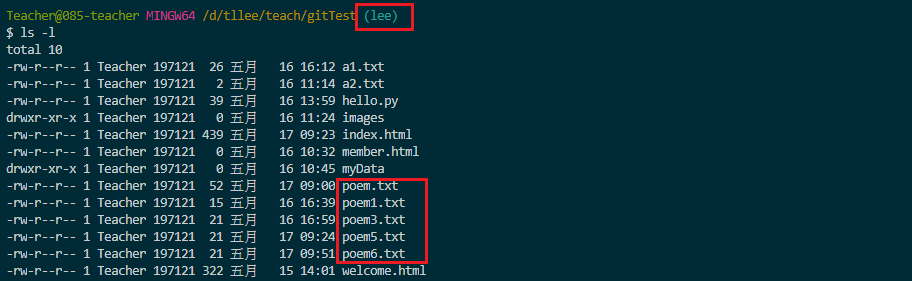 Teacher@085-teacher MINGW64 /d/tllee/teach/gitTest (lee)
$ ls -l
total 10
-rw-r--r-- 1 Teacher 197121  26 五月   16 16:12 a1.txt
-rw-r--r-- 1 Teacher 197121   2 五月   16 11:14 a2.txt
-rw-r--r-- 1 Teacher 197121  39 五月   16 13:59 hello.py
drwxr-xr-x 1 Teacher 197121   0 五月   16 11:24 images
-rw-r--r-- 1 Teacher 197121 439 五月   17 09:23 index.html
-rw-r--r-- 1 Teacher 197121   0 五月   16 10:32 member.html
drwxr-xr-x 1 Teacher 197121   0 五月   16 10:45 myData
-rw-r--r-- 1 Teacher 197121  52 五月   17 09:00 poem.txt
-rw-r--r-- 1 Teacher 197121  15 五月   16 16:39 poem1.txt
-rw-r--r-- 1 Teacher 197121  21 五月   16 16:59 poem3.txt
-rw-r--r-- 1 Teacher 197121  21 五月   17 09:24 poem5.txt
-rw-r--r-- 1 Teacher 197121  21 五月   17 09:51 poem6.txt
-rw-r--r-- 1 Teacher 197121 322 五月   15 14:01 welcome.html